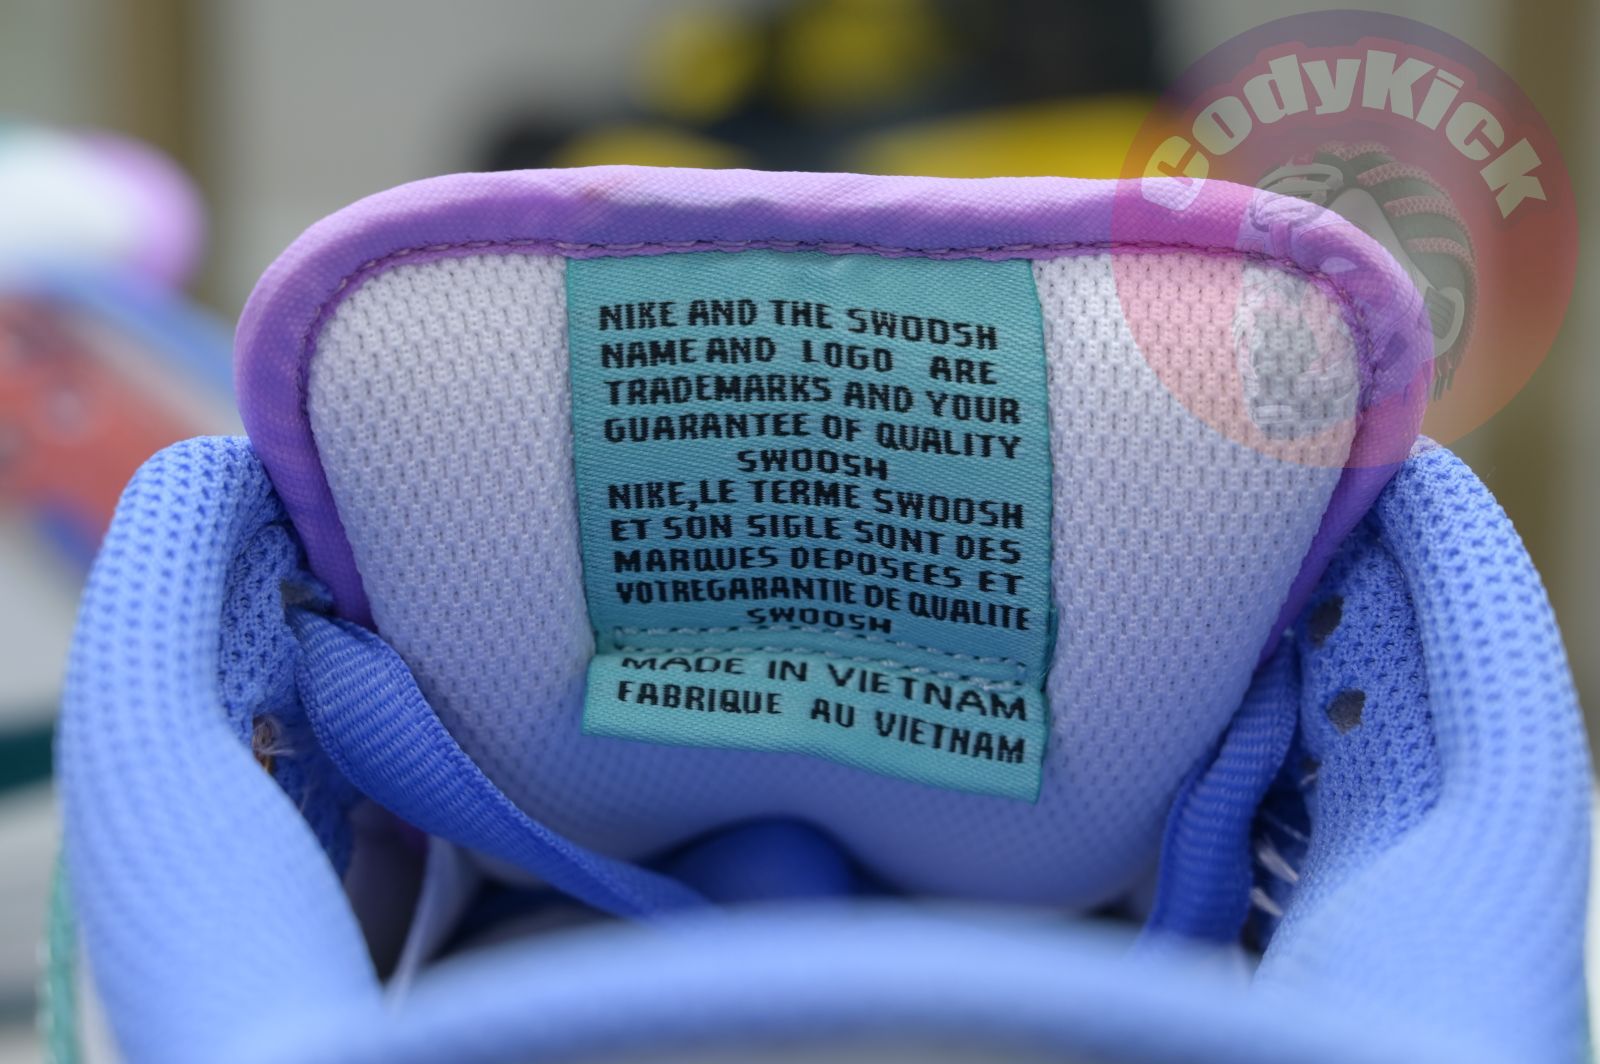 codyKick
NIKE AND THE SWOOSH
NAME AND LOGO ARE
TRADEMARKS AND YOUR
GUARANTEE OF QUALITY
SWOOSH
NIKE,LE TERME SWOOSH
ET SON SIGLE SONT DES
MARQUES DEPOSEES ET
VOTREGARANTIE DE QUALITE
SWOOSH
MADE IN VIETNAM
FABRIQUE AU VIETNAM